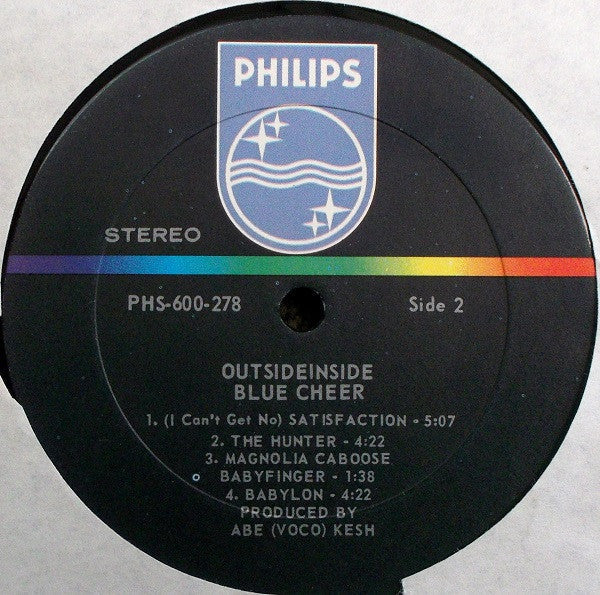 PHILIPS
STEREO
PHS-600-278 Side 2
OUTSIDEINSIDE
BLUE CHEER
1. (I Can't Get No) SATISFACTION - 5:07
2. THE HUNTER - 4:22
3. MAGNOLIA CABOOSE
BABYFINGER - 1:38
4. BABYLON - 4:22
PRODUCED BY
ABE (VOCO) KESH